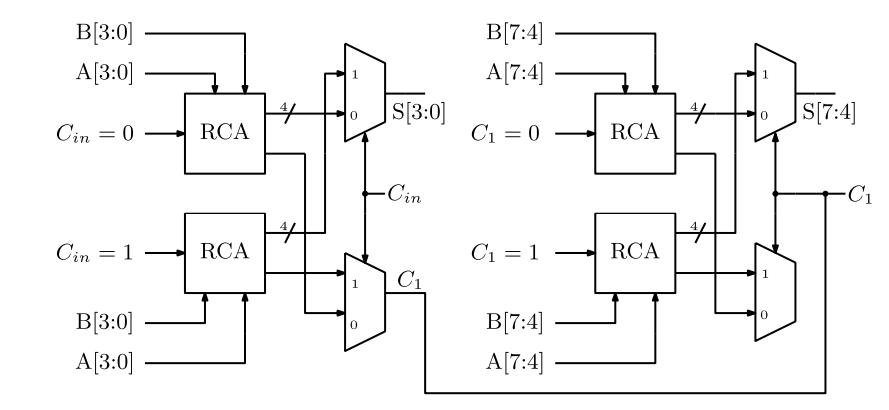 B[3:0]
A[3:0]
C_in = 0
RCA
4
1
0
S[3:0]
C_in
C_in = 1
RCA
4
1
0
C_1
B[3:0]
A[3:0]
B[7:4]
A[7:4]
C_1 = 0
RCA
4
1
0
S[7:4]
C_1
C_1 = 1
RCA
4
1
0
B[7:4]
A[7:4]